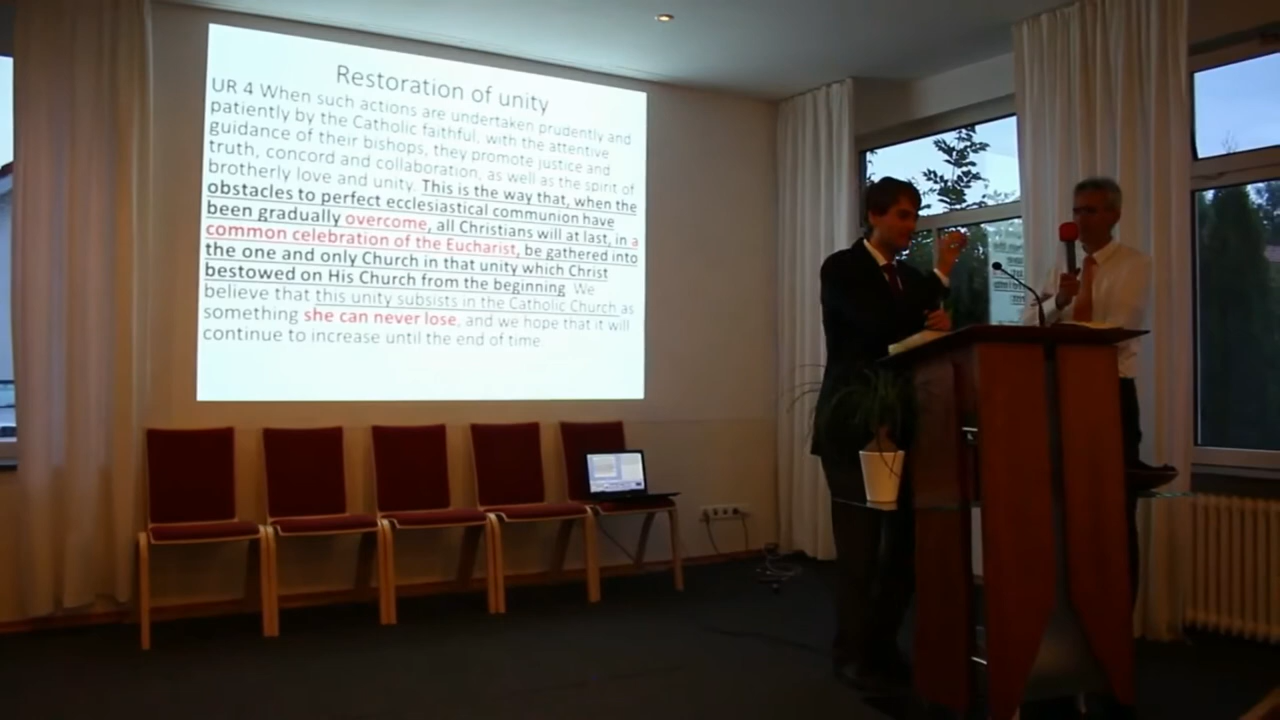 Restoration of unity
UR 4 When such actions are undertaken prudently and
patiently by the Catholic faithful, with the attentive
guidance of their bishops, they promote justice and
truth, concord and collaboration, as well as the spirit of
brotherly love and unity. This is the way that, when the
obstacles to perfect ecclesiastical communion have
been gradually overcome, all Christians will at last, in a
common celebration of the Eucharist, be gathered into
the one and only Church in that unity which Christ
bestowed on His Church from the beginning. We
believe that this unity subsists in the Catholic Church as
something she can never lose, and we hope that it will
continue to increase until the end of time.